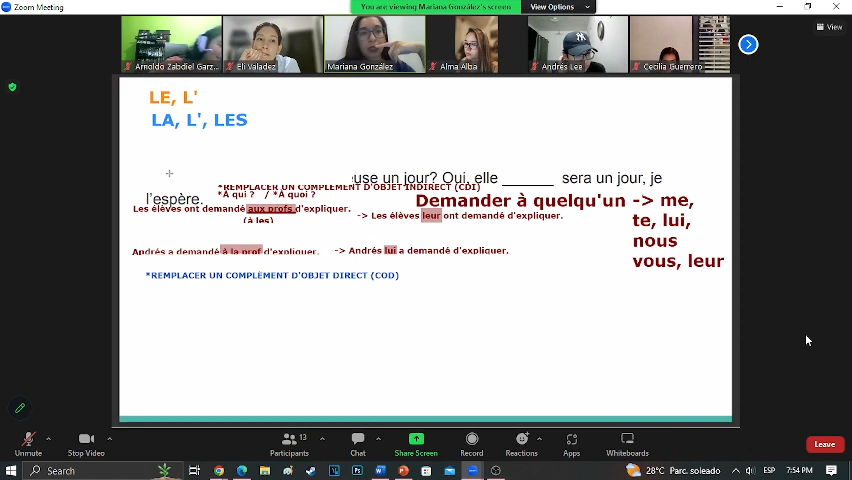 Zoom Meeting
You are viewing Mariana González's screen
View Options
View
Arnoldo Zabdiel Garz...
Eli Valadez
Mariana González
Alma Alba
Andrés Lee
Cecilia Guerrero
LE, L'
LA, L', LES
euse un jour? Oui, elle _______ sera un jour, je
l'espère.
*REMPLACER UN COMPLÉMENT D'OBJET INDIRECT (CDI)
*À qui ? / *À quoi ?
Demander à quelqu'un -> me,
te, lui,
nous
vous, leur
Les élèves ont demandé aux profs d'expliquer.
(à les)
-> Les élèves leur ont demandé d'expliquer.
Andrés a demandé à la prof d'expliquer.
-> Andrés lui a demandé d'expliquer.
*REMPLACER UN COMPLÉMENT D'OBJET DIRECT (COD)
Unmute
Stop Video
13
Participants
Chat
Share Screen
Record
Reactions
Apps
Whiteboards
Leave
Search
28°C Parc. soleado
ESP
7:54 PM